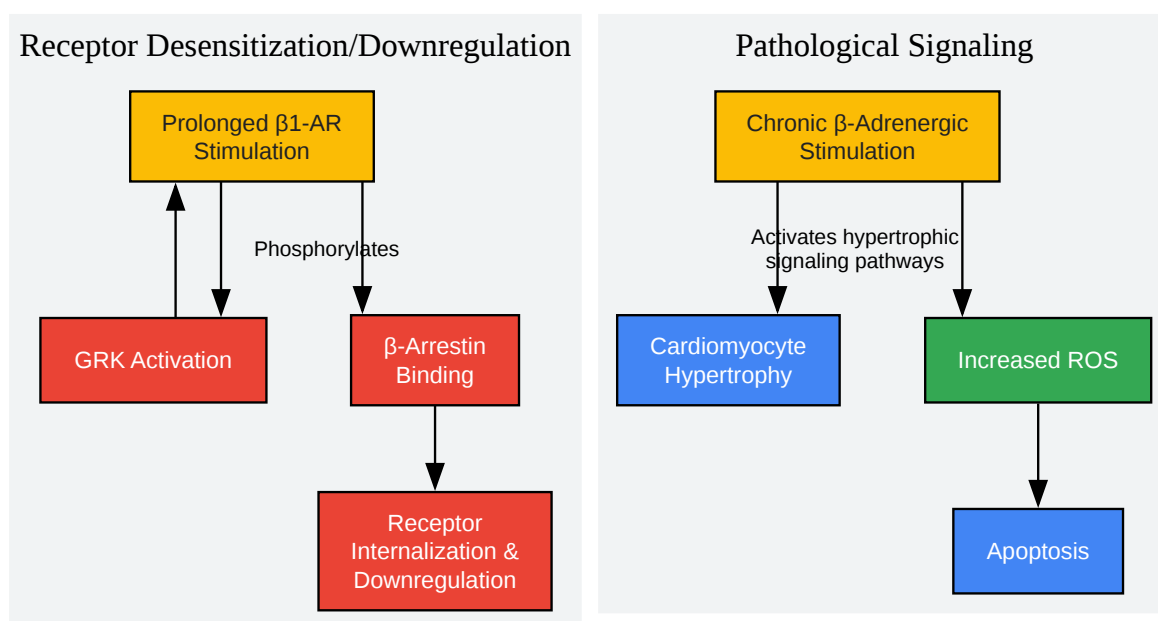 Receptor Desensitization/Downregulation
Prolonged β1-AR
Stimulation
Phosphorylates
GRK Activation
β-Arrestin
Binding
Receptor
Internalization &
Downregulation
Pathological Signaling
Chronic β-Adrenergic
Stimulation
Activates hypertrophic
signaling pathways
Cardiomyocyte
Hypertrophy
Increased ROS
Apoptosis